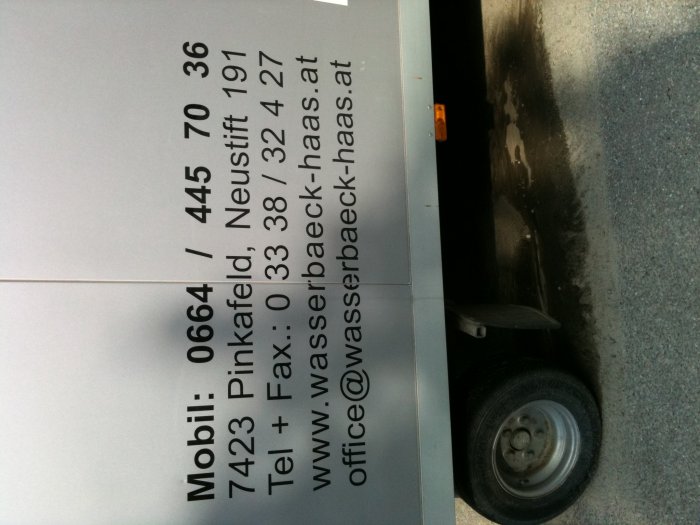 Mobil: 0664 / 445 70 36
7423 Pinkafeld, Neustift 191
Tel + Fax.: 0 33 38 / 32 4 27
www.wasserbaeck-haas.at
office@wasserbaeck-haas.at